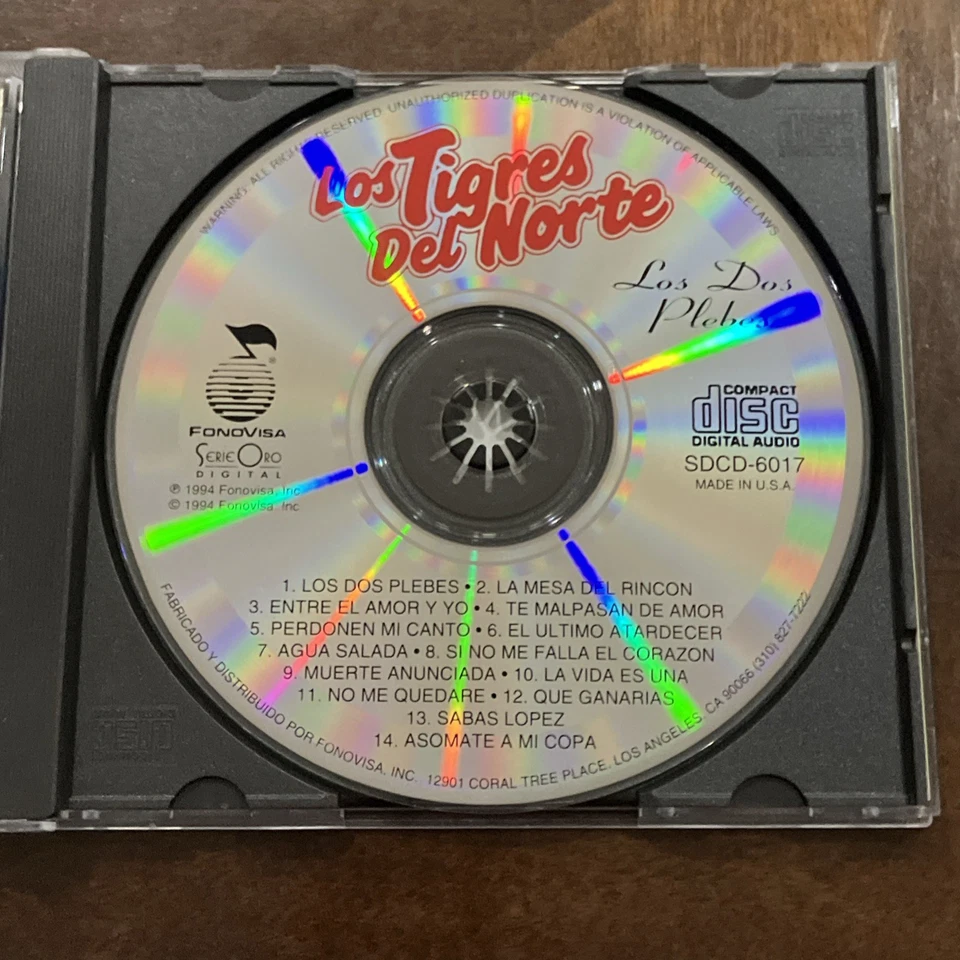 WARNING: ALL RIGHTS RESERVED. UNAUTHORIZED DUPLICATION IS A VIOLATION OF APPLICABLE LAWS
Los Tigres
Del Norte
Los Dos
Plebes
FONOVISA
SERIE ORO
DIGITAL
℗ 1994 Fonovisa, Inc
© 1994 Fonovisa, Inc
COMPACT
disc
DIGITAL AUDIO
SDCD-6017
MADE IN U.S.A.
1. LOS DOS PLEBES • 2. LA MESA DEL RINCON
3. ENTRE EL AMOR Y YO • 4. TE MALPASAN DE AMOR
5. PERDONEN MI CANTO • 6. EL ULTIMO ATARDECER
7. AGUA SALADA • 8. SI NO ME FALLA EL CORAZON
9. MUERTE ANUNCIADA • 10. LA VIDA ES UNA
11. NO ME QUEDARE • 12. QUE GANARIAS
13. SABAS LOPEZ
14. ASOMATE A MI COPA
FABRICADO Y DISTRIBUIDO POR FONOVISA, INC. 12901 CORAL TREE PLACE, LOS ANGELES, CA 90066 (310) 827-7222